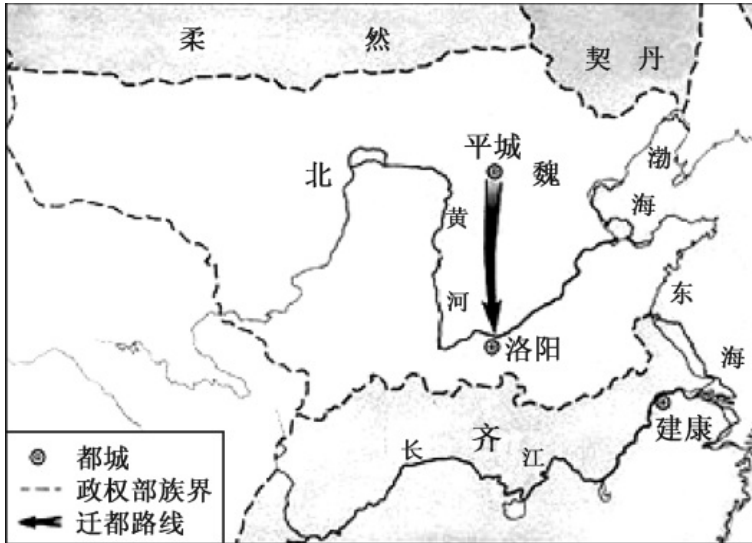 柔然
契丹
平城
渤海
北魏
黄河
东海
洛阳
建康
齐
长江
都城
政权部族界
迁都路线